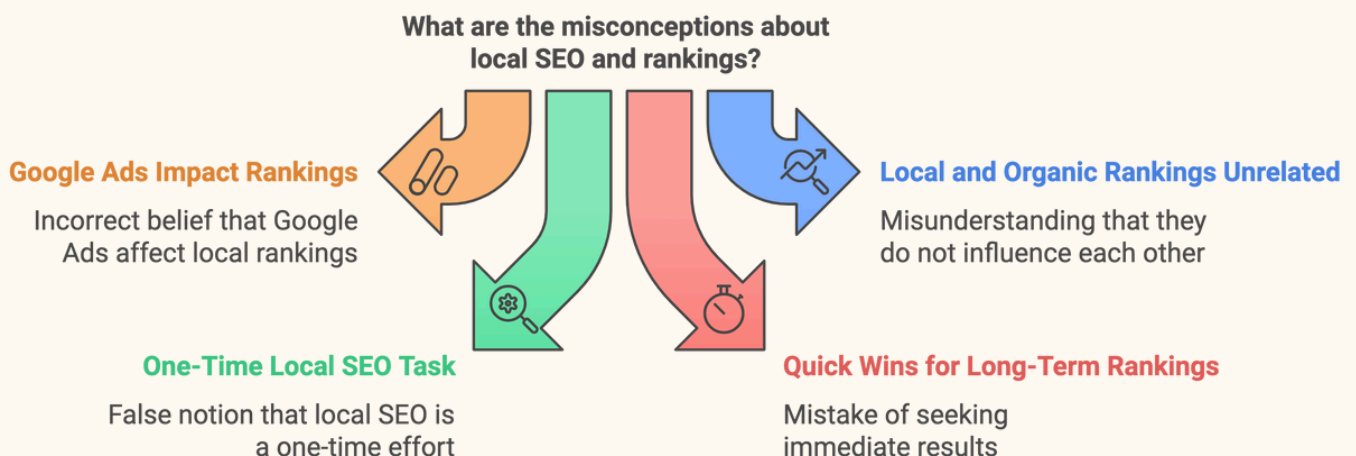 What are the misconceptions about
local SEO and rankings?
Google Ads Impact Rankings
Incorrect belief that Google
Ads affect local rankings
Local and Organic Rankings Unrelated
Misunderstanding that they
do not influence each other
One-Time Local SEO Task
False notion that local SEO is
a one-time effort
Quick Wins for Long-Term Rankings
Mistake of seeking
immediate results